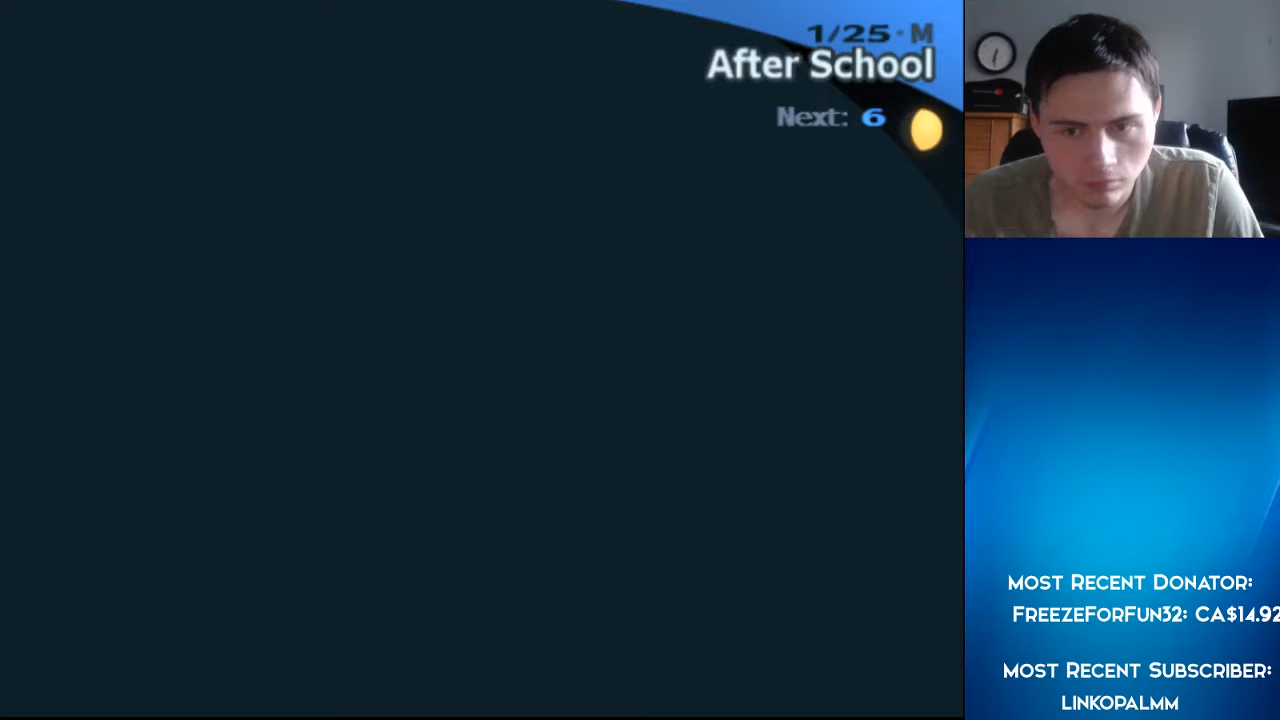 1/25 · M
After School
Next: 6
Most Recent Donator:
FreezeForFun32: CA$14.92
Most Recent Subscriber:
linkopalmm